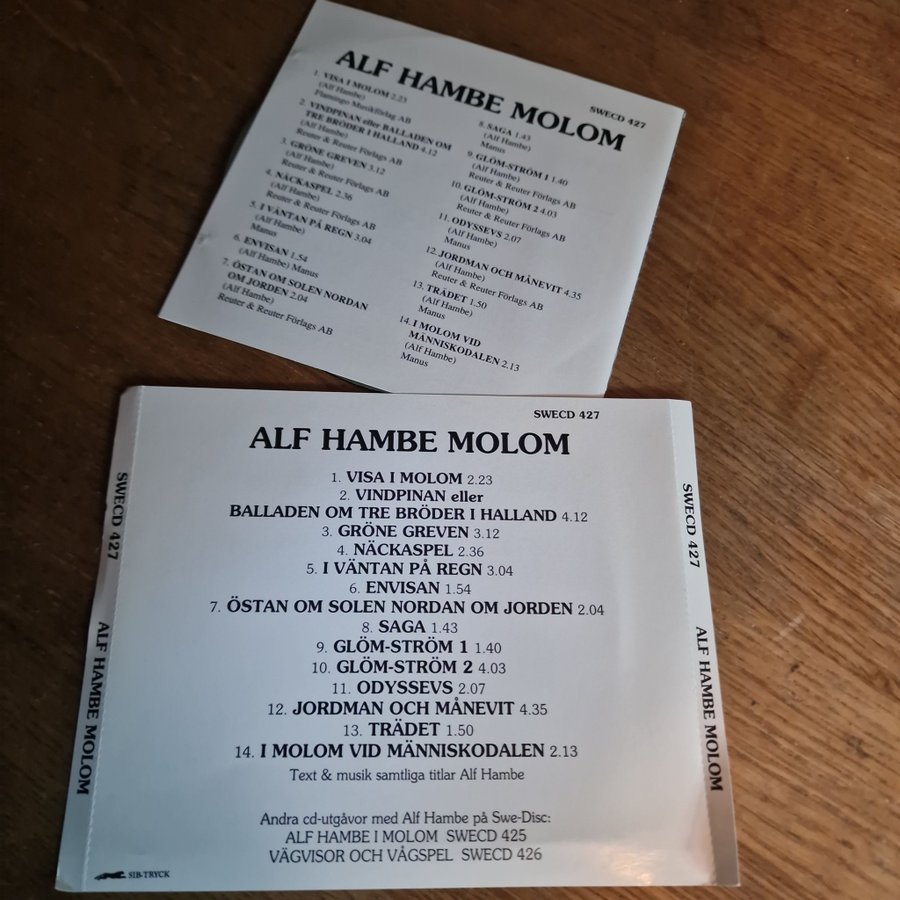 ALF HAMBE MOLOM
SWECD 427
1. VISA I MOLOM 2.23
(Alf Hambe)
Flamingo Musikförlag AB
2. VINDPINAN eller BALLADEN OM
TRE BRÖDER I HALLAND 4.12
(Alf Hambe)
Reuter & Reuter Förlags AB
3. GRÖNE GREVEN 3.12
(Alf Hambe)
Reuter & Reuter Förlags AB
4. NÄCKASPEL 2.36
(Alf Hambe)
Reuter & Reuter Förlags AB
5. I VÄNTAN PÅ REGN 3.04
(Alf Hambe)
Manus
6. ENVISAN 1.54
(Alf Hambe) Manus
7. ÖSTAN OM SOLEN NORDAN
OM JORDEN 2.04
(Alf Hambe)
Reuter & Reuter Förlags AB
8. SAGA 1.43
(Alf Hambe)
Manus
9. GLÖM-STRÖM 1 1.40
(Alf Hambe)
Reuter & Reuter Förlags AB
10. GLÖM-STRÖM 2 4.03
(Alf Hambe)
Reuter & Reuter Förlags AB
11. ODYSSEVS 2.07
(Alf Hambe)
Manus
12. JORDMAN OCH MÅNEVIT 4.35
(Alf Hambe)
Reuter & Reuter Förlags AB
13. TRÄDET 1.50
(Alf Hambe)
Manus
14. I MOLOM VID
MÄNNISKODALEN 2.13
(Alf Hambe)
Manus
SWECD 427
ALF HAMBE MOLOM
1. VISA I MOLOM 2.23
2. VINDPINAN eller
BALLADEN OM TRE BRÖDER I HALLAND 4.12
3. GRÖNE GREVEN 3.12
4. NÄCKASPEL 2.36
5. I VÄNTAN PÅ REGN 3.04
6. ENVISAN 1.54
7. ÖSTAN OM SOLEN NORDAN OM JORDEN 2.04
8. SAGA 1.43
9. GLÖM-STRÖM 1 1.40
10. GLÖM-STRÖM 2 4.03
11. ODYSSEVS 2.07
12. JORDMAN OCH MÅNEVIT 4.35
13. TRÄDET 1.50
14. I MOLOM VID MÄNNISKODALEN 2.13
Text & musik samtliga titlar Alf Hambe
Andra cd-utgåvor med Alf Hambe på Swe-Disc:
ALF HAMBE I MOLOM SWECD 425
VÄGVISOR OCH VÅGSPEL SWECD 426
SIB-TRYCK
SWECD 427 ALF HAMBE MOLOM
SWECD 427 ALF HAMBE MOLOM